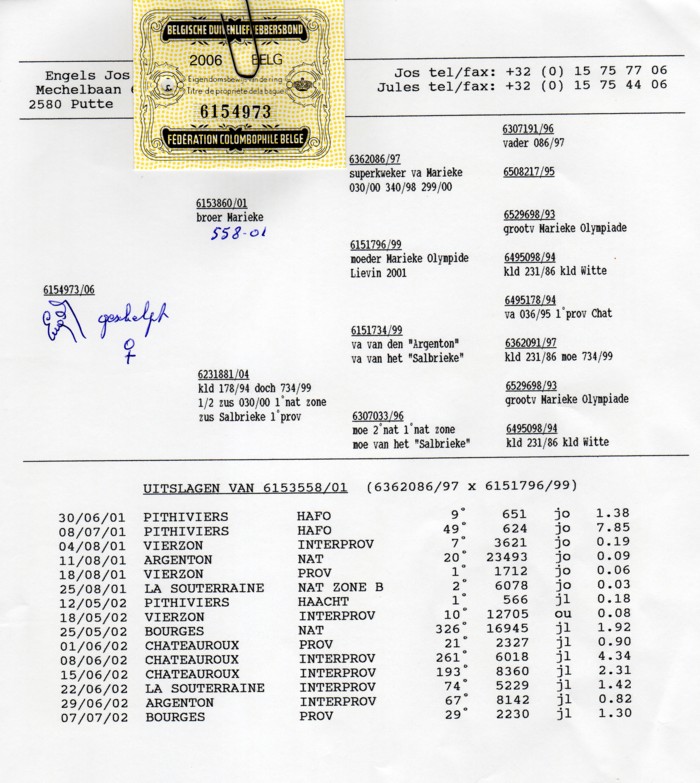 BELGISCHE DUIVENLIEFHEBBERSBOND
2006 BELG
Eigendomsbewijs van de ring
Titre de propriété de la bague
6154973
FÉDÉRATION COLOMBOPHILE BELGE
Engels Jos
Mechelbaan
2580 Putte
Jos tel/fax: +32 (0) 15 75 77 06
Jules tel/fax: +32 (0) 15 75 44 06
6154973/06
geschelpt
♀
6153860/01
broer Marieke
558-01
6231881/04
kld 178/94 doch 734/99
1/2 zus 030/00 1°nat zone
zus Salbrieke 1°prov
6362086/97
superkweker va Marieke
030/00 340/98 299/00
6151796/99
moeder Marieke Olympide
Lievin 2001
6151734/99
va van den "Argenton"
va van het "Salbrieke"
6307033/96
moe 2°nat 1°nat zone
moe van het "Salbrieke"
6307191/96
vader 086/97
6508217/95
6529698/93
grootv Marieke Olympiade
6495098/94
kld 231/86 kld Witte
6495178/94
va 036/95 1°prov Chat
6362091/97
kld 231/86 moe 734/99
6529698/93
grootv Marieke Olympiade
6495098/94
kld 231/86 kld Witte
UITSLAGEN VAN 6153558/01 (6362086/97 x 6151796/99)
30/06/01 PITHIVIERS HAFO 9° 651 jo 1.38
08/07/01 PITHIVIERS HAFO 49° 624 jo 7.85
04/08/01 VIERZON INTERPROV 7° 3621 jo 0.19
11/08/01 ARGENTON NAT 20° 23493 jo 0.09
18/08/01 VIERZON PROV 1° 1712 jo 0.06
25/08/01 LA SOUTERRAINE NAT ZONE B 2° 6078 jo 0.03
12/05/02 PITHIVIERS HAACHT 1° 566 jl 0.18
18/05/02 VIERZON INTERPROV 10° 12705 ou 0.08
25/05/02 BOURGES NAT 326° 16945 jl 1.92
01/06/02 CHATEAUROUX PROV 21° 2327 jl 0.90
08/06/02 CHATEAUROUX INTERPROV 261° 6018 jl 4.34
15/06/02 CHATEAUROUX INTERPROV 193° 8360 jl 2.31
22/06/02 LA SOUTERRAINE INTERPROV 74° 5229 jl 1.42
29/06/02 ARGENTON INTERPROV 67° 8142 jl 0.82
07/07/02 BOURGES PROV 29° 2230 jl 1.30